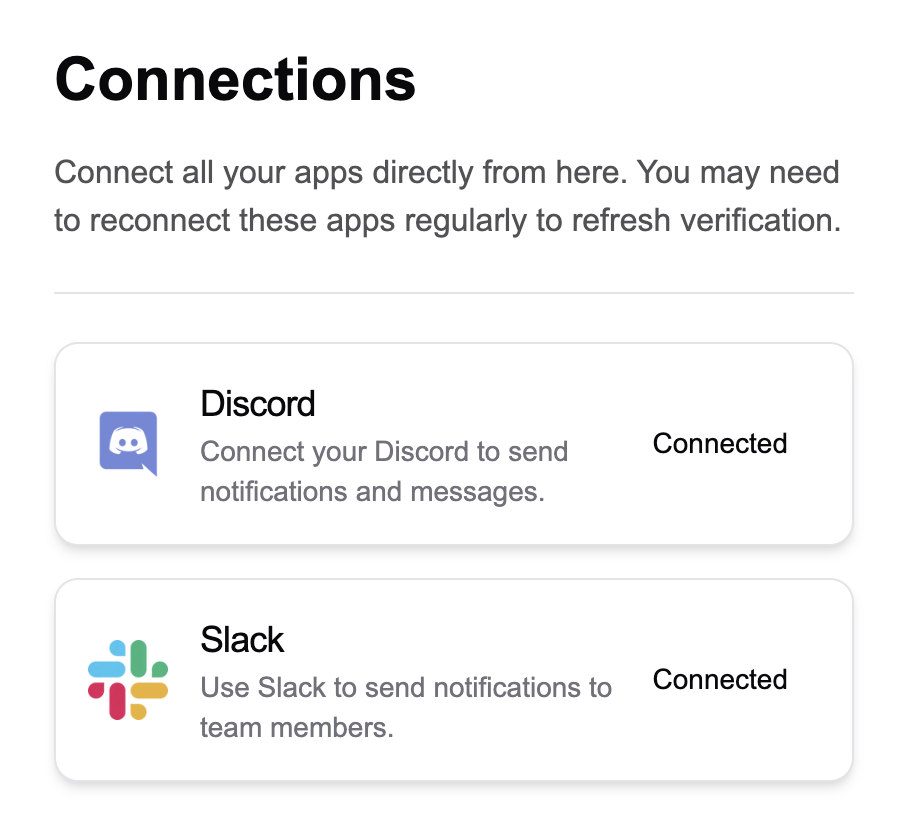 Connections
Connect all your apps directly from here. You may need
to reconnect these apps regularly to refresh verification.
Discord
Connect your Discord to send
notifications and messages.
Connected
Slack
Use Slack to send notifications to
team members.
Connected